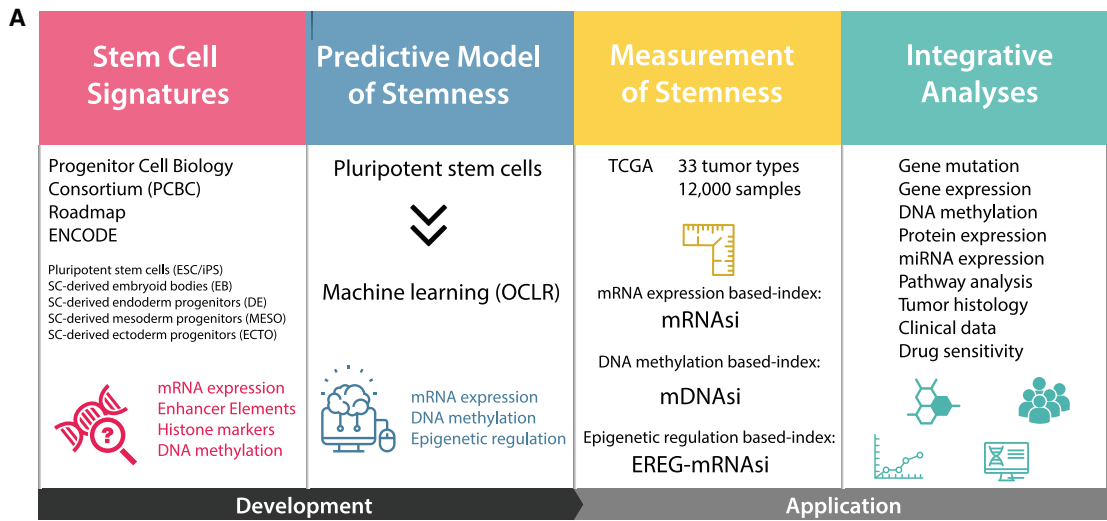 A
Stem Cell
Signatures
Predictive Model
of Stemness
Measurement
of Stemness
Integrative
Analyses
Progenitor Cell Biology
Consortium (PCBC)
Roadmap
ENCODE
Pluripotent stem cells (ESC/iPS)
SC-derived embryoid bodies (EB)
SC-derived endoderm progenitors (DE)
SC-derived mesoderm progenitors (MESO)
SC-derived ectoderm progenitors (ECTO)
?
mRNA expression
Enhancer Elements
Histone markers
DNA methylation
Pluripotent stem cells
Machine learning (OCLR)
mRNA expression
DNA methylation
Epigenetic regulation
TCGA 33 tumor types
12,000 samples
mRNA expression based-index:
mRNAsi
DNA methylation based-index:
mDNAsi
Epigenetic regulation based-index:
EREG-mRNAsi
Gene mutation
Gene expression
DNA methylation
Protein expression
miRNA expression
Pathway analysis
Tumor histology
Clinical data
Drug sensitivity
Development
Application